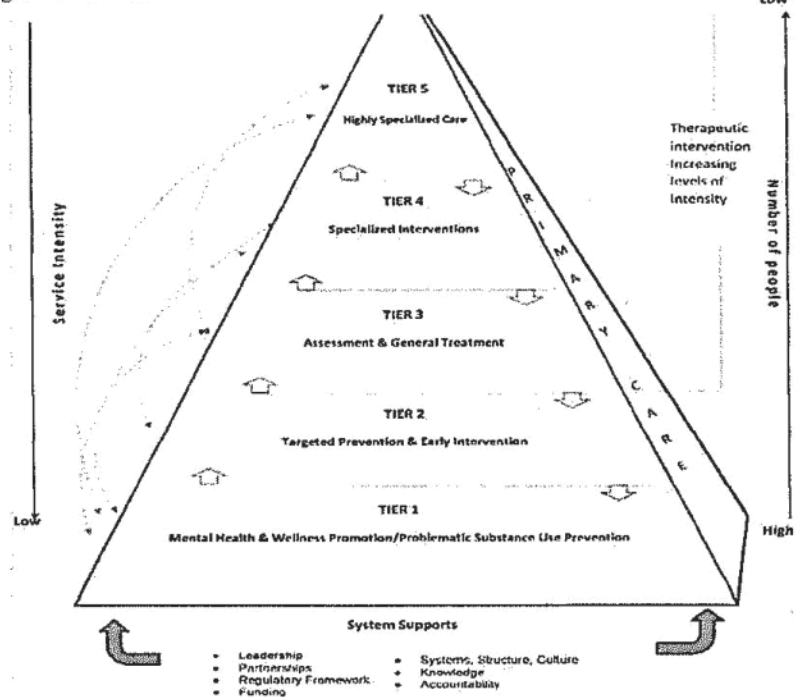 Low
TIER 5
Highly Specialized Care
Therapeutic
intervention
Increasing
levels of
Intensity
TIER 4
Specialized Interventions
TIER 3
Assessment & General Treatment
TIER 2
Targeted Prevention & Early Intervention
TIER 1
Mental Health & Wellness Promotion/Problematic Substance Use Prevention
PRIMARY CARE
Service Intensity
Number of people
Low
High
System Supports
Leadership
Partnerships
Regulatory Framework
Funding
Systems, Structure, Culture
Knowledge
Accountability